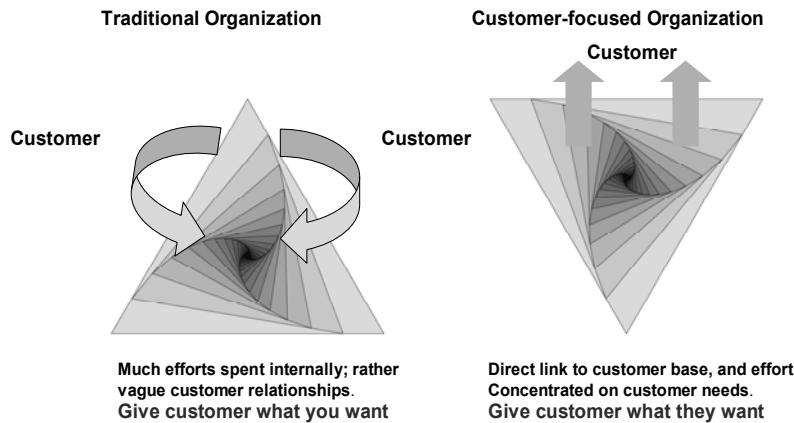 Traditional Organization
Customer
Customer
Much efforts spent internally; rather
vague customer relationships.
Give customer what you want
Customer-focused Organization
Customer
Direct link to customer base, and effort
Concentrated on customer needs.
Give customer what they want